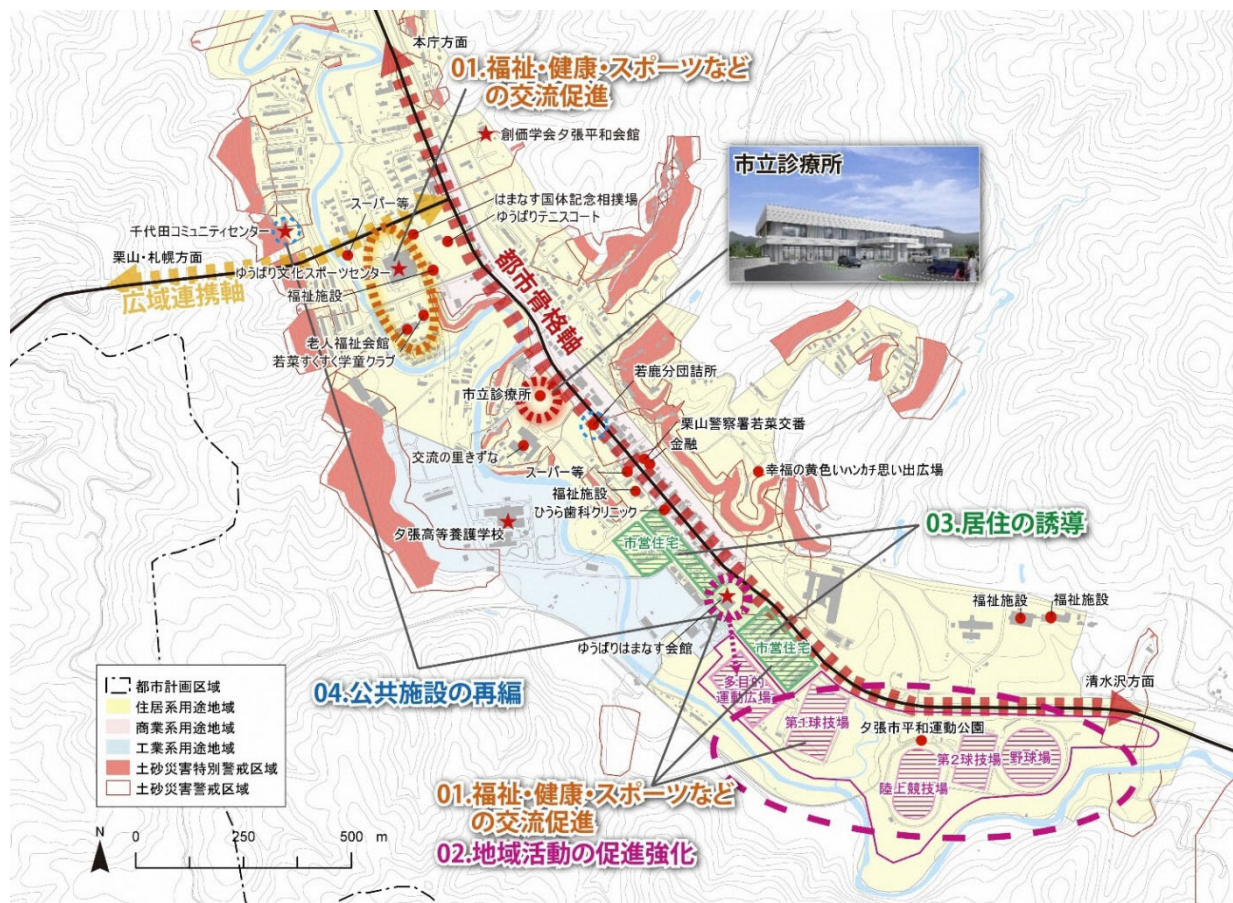 本庁方面
01.福祉・健康・スポーツなど
の交流促進
創価学会夕張平和会館
市立診療所
はまなす国体記念相撲場
ゆうばりテニスコート
スーパー等
千代田コミュニティセンター
栗山・札幌方面
広域連携軸
ゆうばり文化スポーツセンター
福祉施設
都市骨格軸
老人福祉会館
若菜すくすく学童クラブ
若鹿分団詰所
市立診療所
栗山警察署若菜交番
金融
交流の里きずな
スーパー等
幸福の黄色いハンカチ思い出広場
福祉施設
ひうら歯科クリニック
夕張高等養護学校
市営住宅
03.居住の誘導
福祉施設
福祉施設
ゆうばりはまなす会館
市営住宅
04.公共施設の再編
多目的
運動広場
清水沢方面
第1球技場
夕張市平和運動公園
第2球技場
野球場
陸上競技場
都市計画区域
住居系用途地域
商業系用途地域
工業系用途地域
土砂災害特別警戒区域
土砂災害警戒区域
01.福祉・健康・スポーツなど
の交流促進
02.地域活動の促進強化
N
0 250 500 m